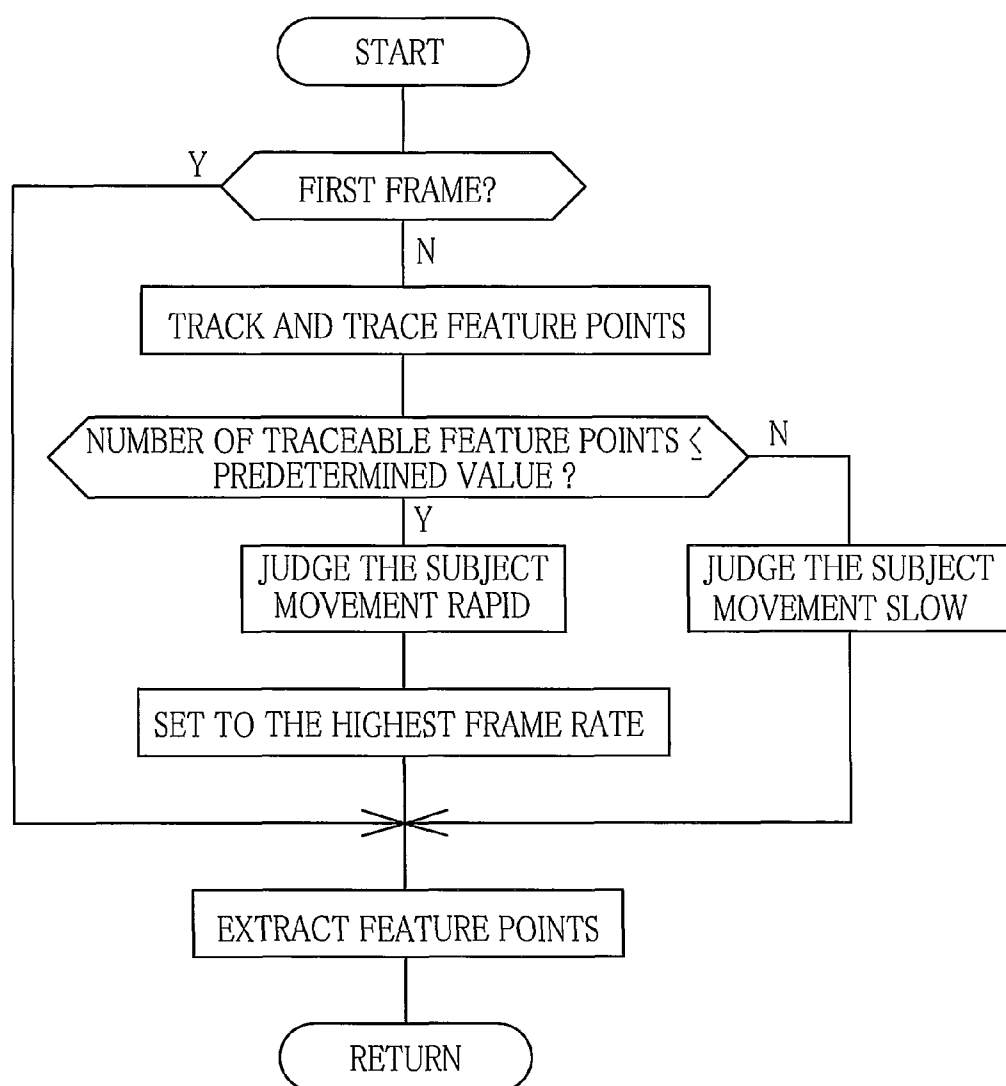 START
Y
FIRST FRAME?
N
TRACK AND TRACE FEATURE POINTS
NUMBER OF TRACEABLE FEATURE POINTS ≤
PREDETERMINED VALUE ?
N
Y
JUDGE THE SUBJECT
MOVEMENT RAPID
JUDGE THE SUBJECT
MOVEMENT SLOW
SET TO THE HIGHEST FRAME RATE
EXTRACT FEATURE POINTS
RETURN